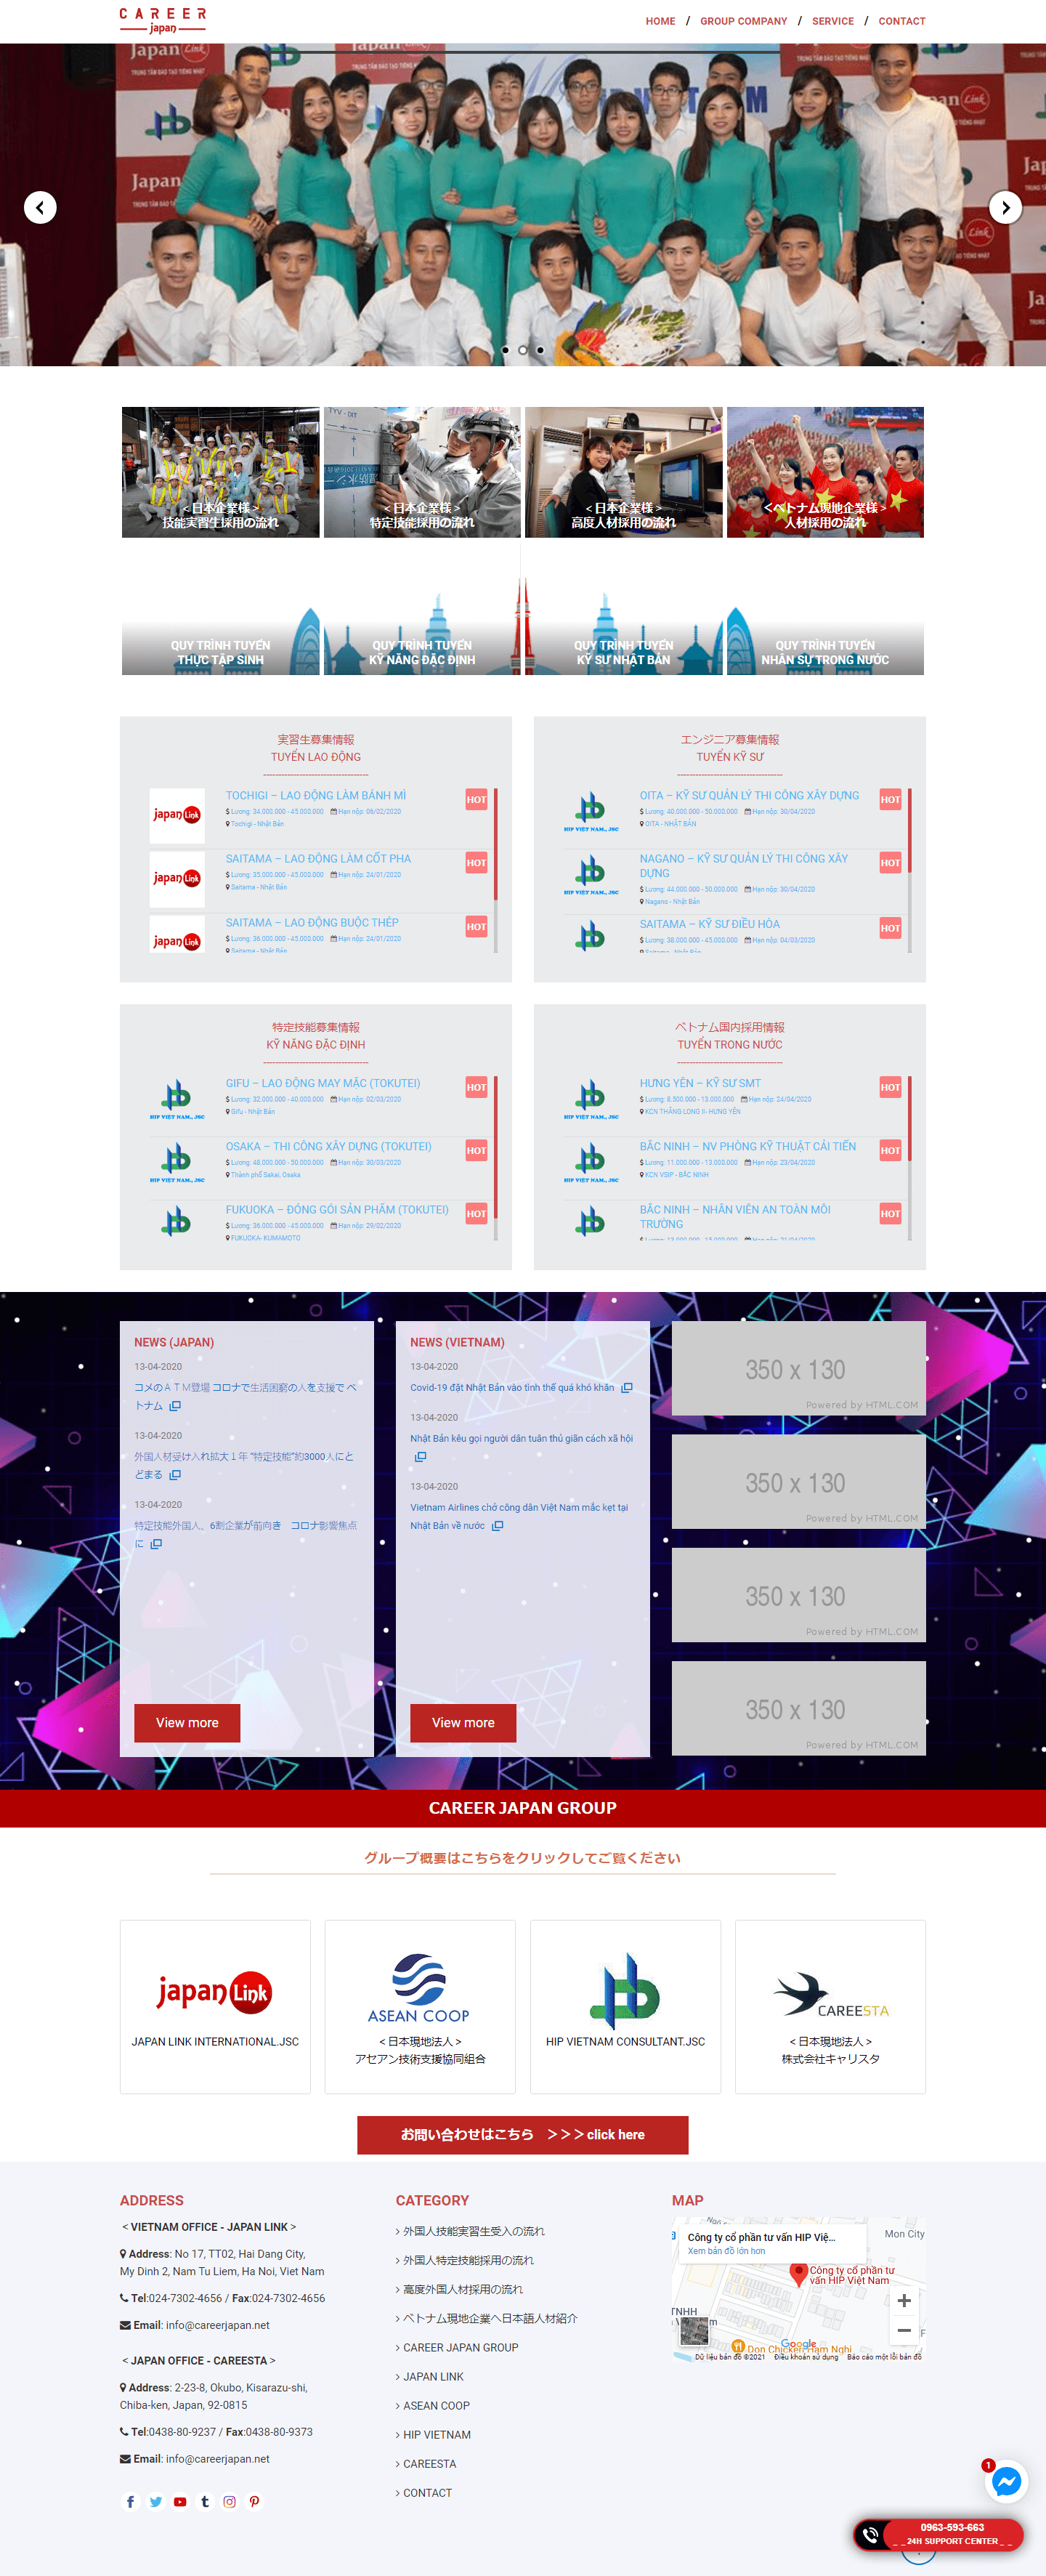 CAREER
japan
HOME / GROUP COMPANY / SERVICE / CONTACT
<日本企業様>
技能実習生採用の流れ
<日本企業様>
特定技能採用の流れ
<日本企業様>
高度人材採用の流れ
<ベトナム現地企業様>
人材採用の流れ
QUY TRÌNH TUYỂN
THỰC TẬP SINH
QUY TRÌNH TUYỂN
KỸ NĂNG ĐẶC ĐỊNH
QUY TRÌNH TUYỂN
KỸ SƯ NHẬT BẢN
QUY TRÌNH TUYỂN
NHÂN SỰ TRONG NƯỚC
実習生募集情報
TUYỂN LAO ĐỘNG
TOCHIGI – LAO ĐỘNG LÀM BÁNH MÌ
HOT
Lương: 34.000.000 - 45.000.000 Hạn nộp: 06/02/2020
Tochigi - Nhật Bản
SAITAMA – LAO ĐỘNG LÀM CỐT PHA
HOT
Lương: 35.000.000 - 45.000.000 Hạn nộp: 24/01/2020
Saitama - Nhật Bản
SAITAMA – LAO ĐỘNG BUỘC THÉP
HOT
Lương: 36.000.000 - 45.000.000 Hạn nộp: 24/01/2020
Saitama - Nhật Bản
エンジニア募集情報
TUYỂN KỸ SƯ
OITA – KỸ SƯ QUẢN LÝ THI CÔNG XÂY DỰNG
HOT
Lương: 40.000.000 - 50.000.000 Hạn nộp: 30/04/2020
OITA - NHẬT BẢN
NAGANO – KỸ SƯ QUẢN LÝ THI CÔNG XÂY
DỰNG
HOT
Lương: 44.000.000 - 50.000.000 Hạn nộp: 30/04/2020
Nagano - Nhật Bản
SAITAMA – KỸ SƯ ĐIỀU HÒA
HOT
Lương: 38.000.000 - 45.000.000 Hạn nộp: 04/03/2020
Saitama - Nhật Bản
特定技能募集情報
KỸ NĂNG ĐẶC ĐỊNH
GIFU – LAO ĐỘNG MAY MẶC (TOKUTEI)
HOT
Lương: 32.000.000 - 40.000.000 Hạn nộp: 02/03/2020
Gifu - Nhật Bản
OSAKA – THI CÔNG XÂY DỰNG (TOKUTEI)
HOT
Lương: 48.000.000 - 50.000.000 Hạn nộp: 30/03/2020
Thành phố Sakai, Osaka
FUKUOKA – ĐÓNG GÓI SẢN PHẨM (TOKUTEI)
HOT
Lương: 36.000.000 - 45.000.000 Hạn nộp: 29/02/2020
FUKUOKA- KUMAMOTO
ベトナム国内採用情報
TUYỂN TRONG NƯỚC
HƯNG YÊN – KỸ SƯ SMT
HOT
Lương: 8.500.000 - 13.000.000 Hạn nộp: 24/04/2020
KCN THĂNG LONG II- HƯNG YÊN
BẮC NINH – NV PHÒNG KỸ THUẬT CẢI TIẾN
HOT
Lương: 11.000.000 - 13.000.000 Hạn nộp: 23/04/2020
KCN VSIP - BẮC NINH
BẮC NINH – NHÂN VIÊN AN TOÀN MÔI
TRƯỜNG
HOT
NEWS (JAPAN)
13-04-2020
コメのＡＴＭ登場 コロナで生活困窮の人を支援で ベ
トナム
13-04-2020
外国人材受け入れ拡大１年 “特定技能”約3000人にと
どまる
13-04-2020
特定技能外国人、6割企業が前向き　コロナ影響焦点
に
View more
NEWS (VIETNAM)
13-04-2020
Covid-19 đặt Nhật Bản vào tình thế quá khó khăn
13-04-2020
Nhật Bản kêu gọi người dân tuân thủ giãn cách xã hội
13-04-2020
Vietnam Airlines chở công dân Việt Nam mắc kẹt tại
Nhật Bản về nước
View more
350 x 130
Powered by HTML.COM
350 x 130
Powered by HTML.COM
350 x 130
Powered by HTML.COM
350 x 130
Powered by HTML.COM
CAREER JAPAN GROUP
グループ概要はこちらをクリックしてご覧ください
japan Link
JAPAN LINK INTERNATIONAL.JSC
ASEAN COOP
<日本現地法人>
アセアン技術支援協同組合
HIP VIETNAM CONSULTANT.JSC
CAREESTA
<日本現地法人>
株式会社キャリスタ
お問い合わせはこちら　>>>click here
ADDRESS
<VIETNAM OFFICE - JAPAN LINK>
Address: No 17, TT02, Hai Dang City,
My Dinh 2, Nam Tu Liem, Ha Noi, Viet Nam
Tel:024-7302-4656 / Fax:024-7302-4656
Email: info@careerjapan.net
<JAPAN OFFICE - CAREESTA>
Address: 2-23-8, Okubo, Kisarazu-shi,
Chiba-ken, Japan, 92-0815
Tel:0438-80-9237 / Fax:0438-80-9373
Email: info@careerjapan.net
CATEGORY
外国人技能実習生受入の流れ
外国人特定技能採用の流れ
高度外国人材採用の流れ
ベトナム現地企業へ日本語人材紹介
CAREER JAPAN GROUP
JAPAN LINK
ASEAN COOP
HIP VIETNAM
CAREESTA
CONTACT
MAP
Công ty cổ phần tư vấn HIP Việ...
Xem bản đồ lớn hơn
Mon City
Công ty cổ phần tư
vấn HIP Việt Nam
TNHH
Google
Don Chicken Ham Nghi
Dữ liệu bản đồ ©2021 Điều khoản sử dụng Báo cáo một lỗi bản đồ
1
0963-593-663
_ _ 24H SUPPORT CENTER _ _